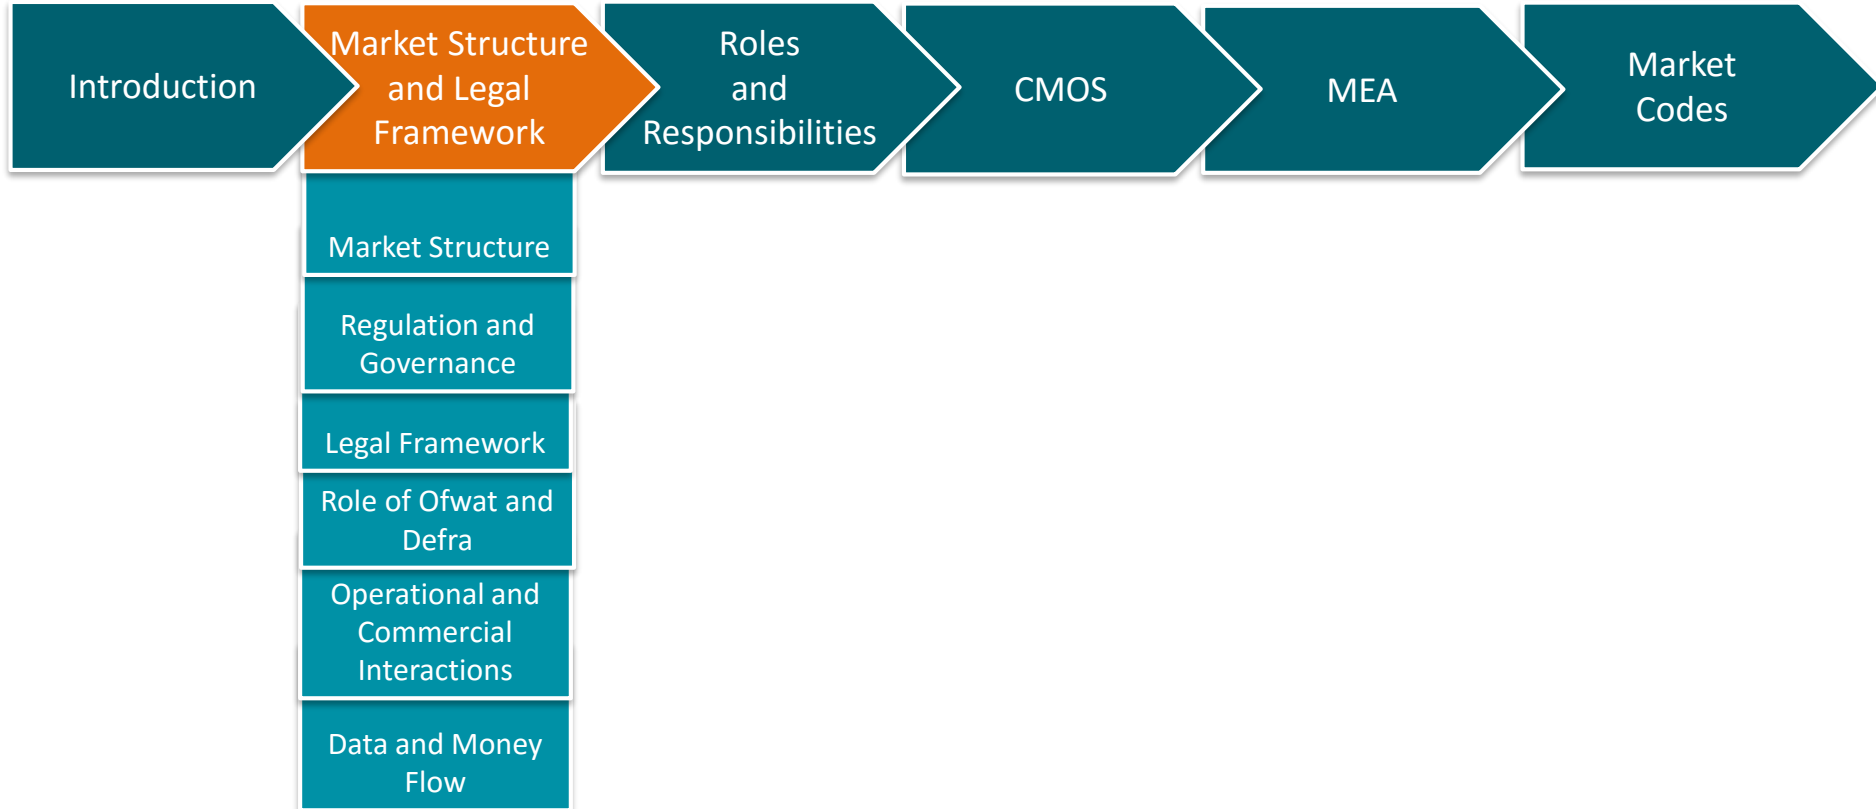 Introduction
Market Structure
and Legal
Framework
Roles
and
Responsibilities
CMOS
MEA
Market
Codes
Market Structure
Regulation and
Governance
Legal Framework
Role of Ofwat and
Defra
Operational and
Commercial
Interactions
Data and Money
Flow